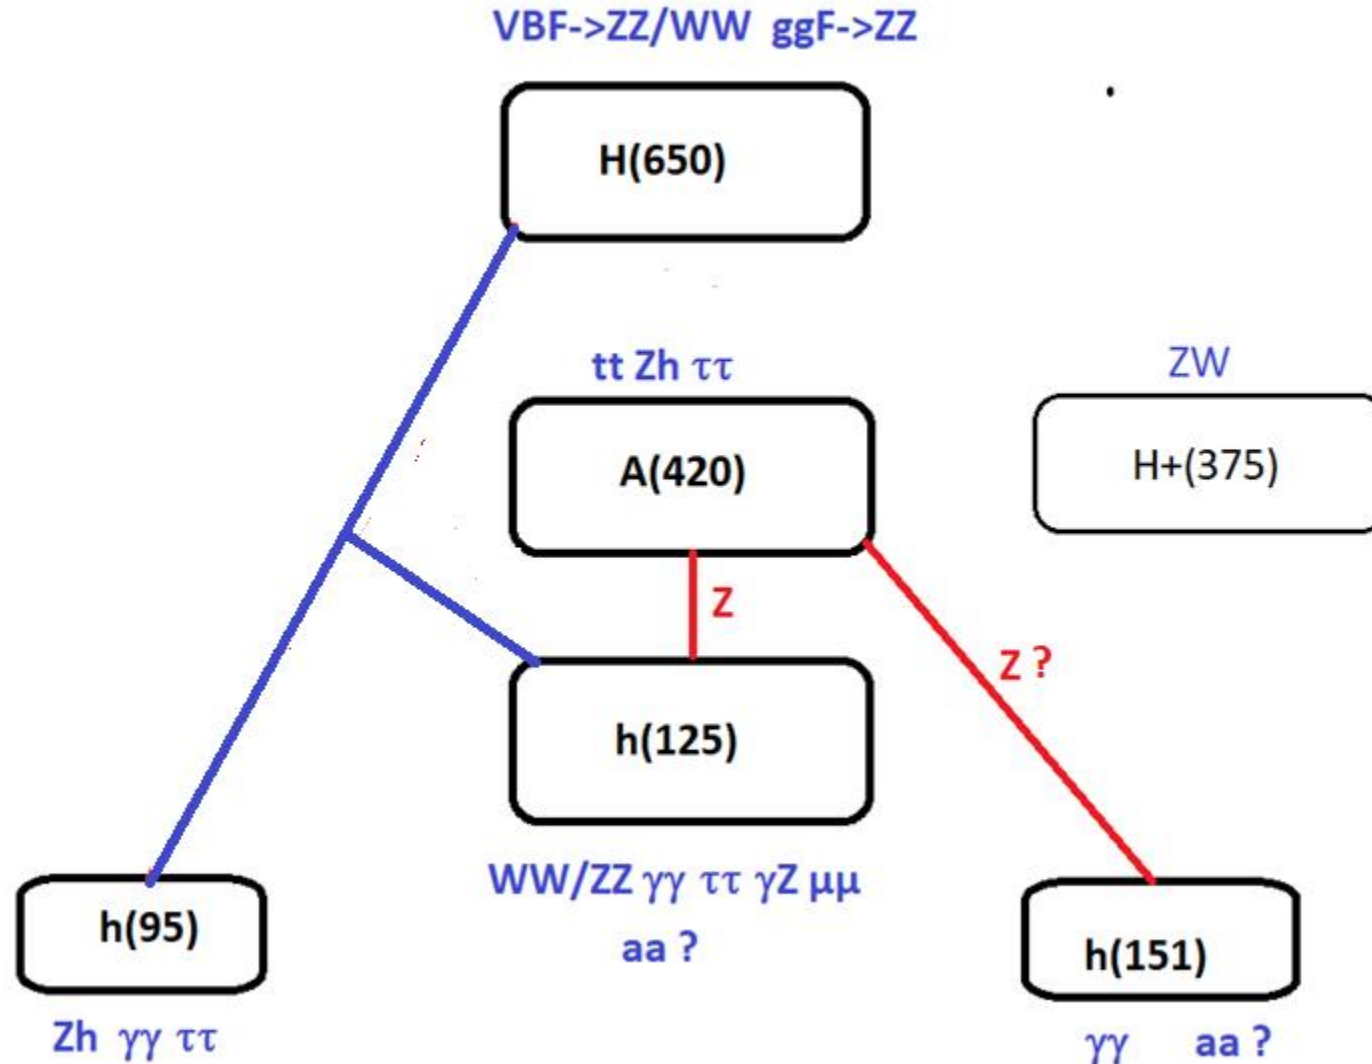 VBF->ZZ/WW ggF->ZZ
H(650)
tt Zh ττ
ZW
A(420)
H+(375)
Z
Z ?
h(125)
WW/ZZ γγ ττ γZ μμ
aa ?
h(95)
h(151)
Zh γγ ττ
γγ aa ?